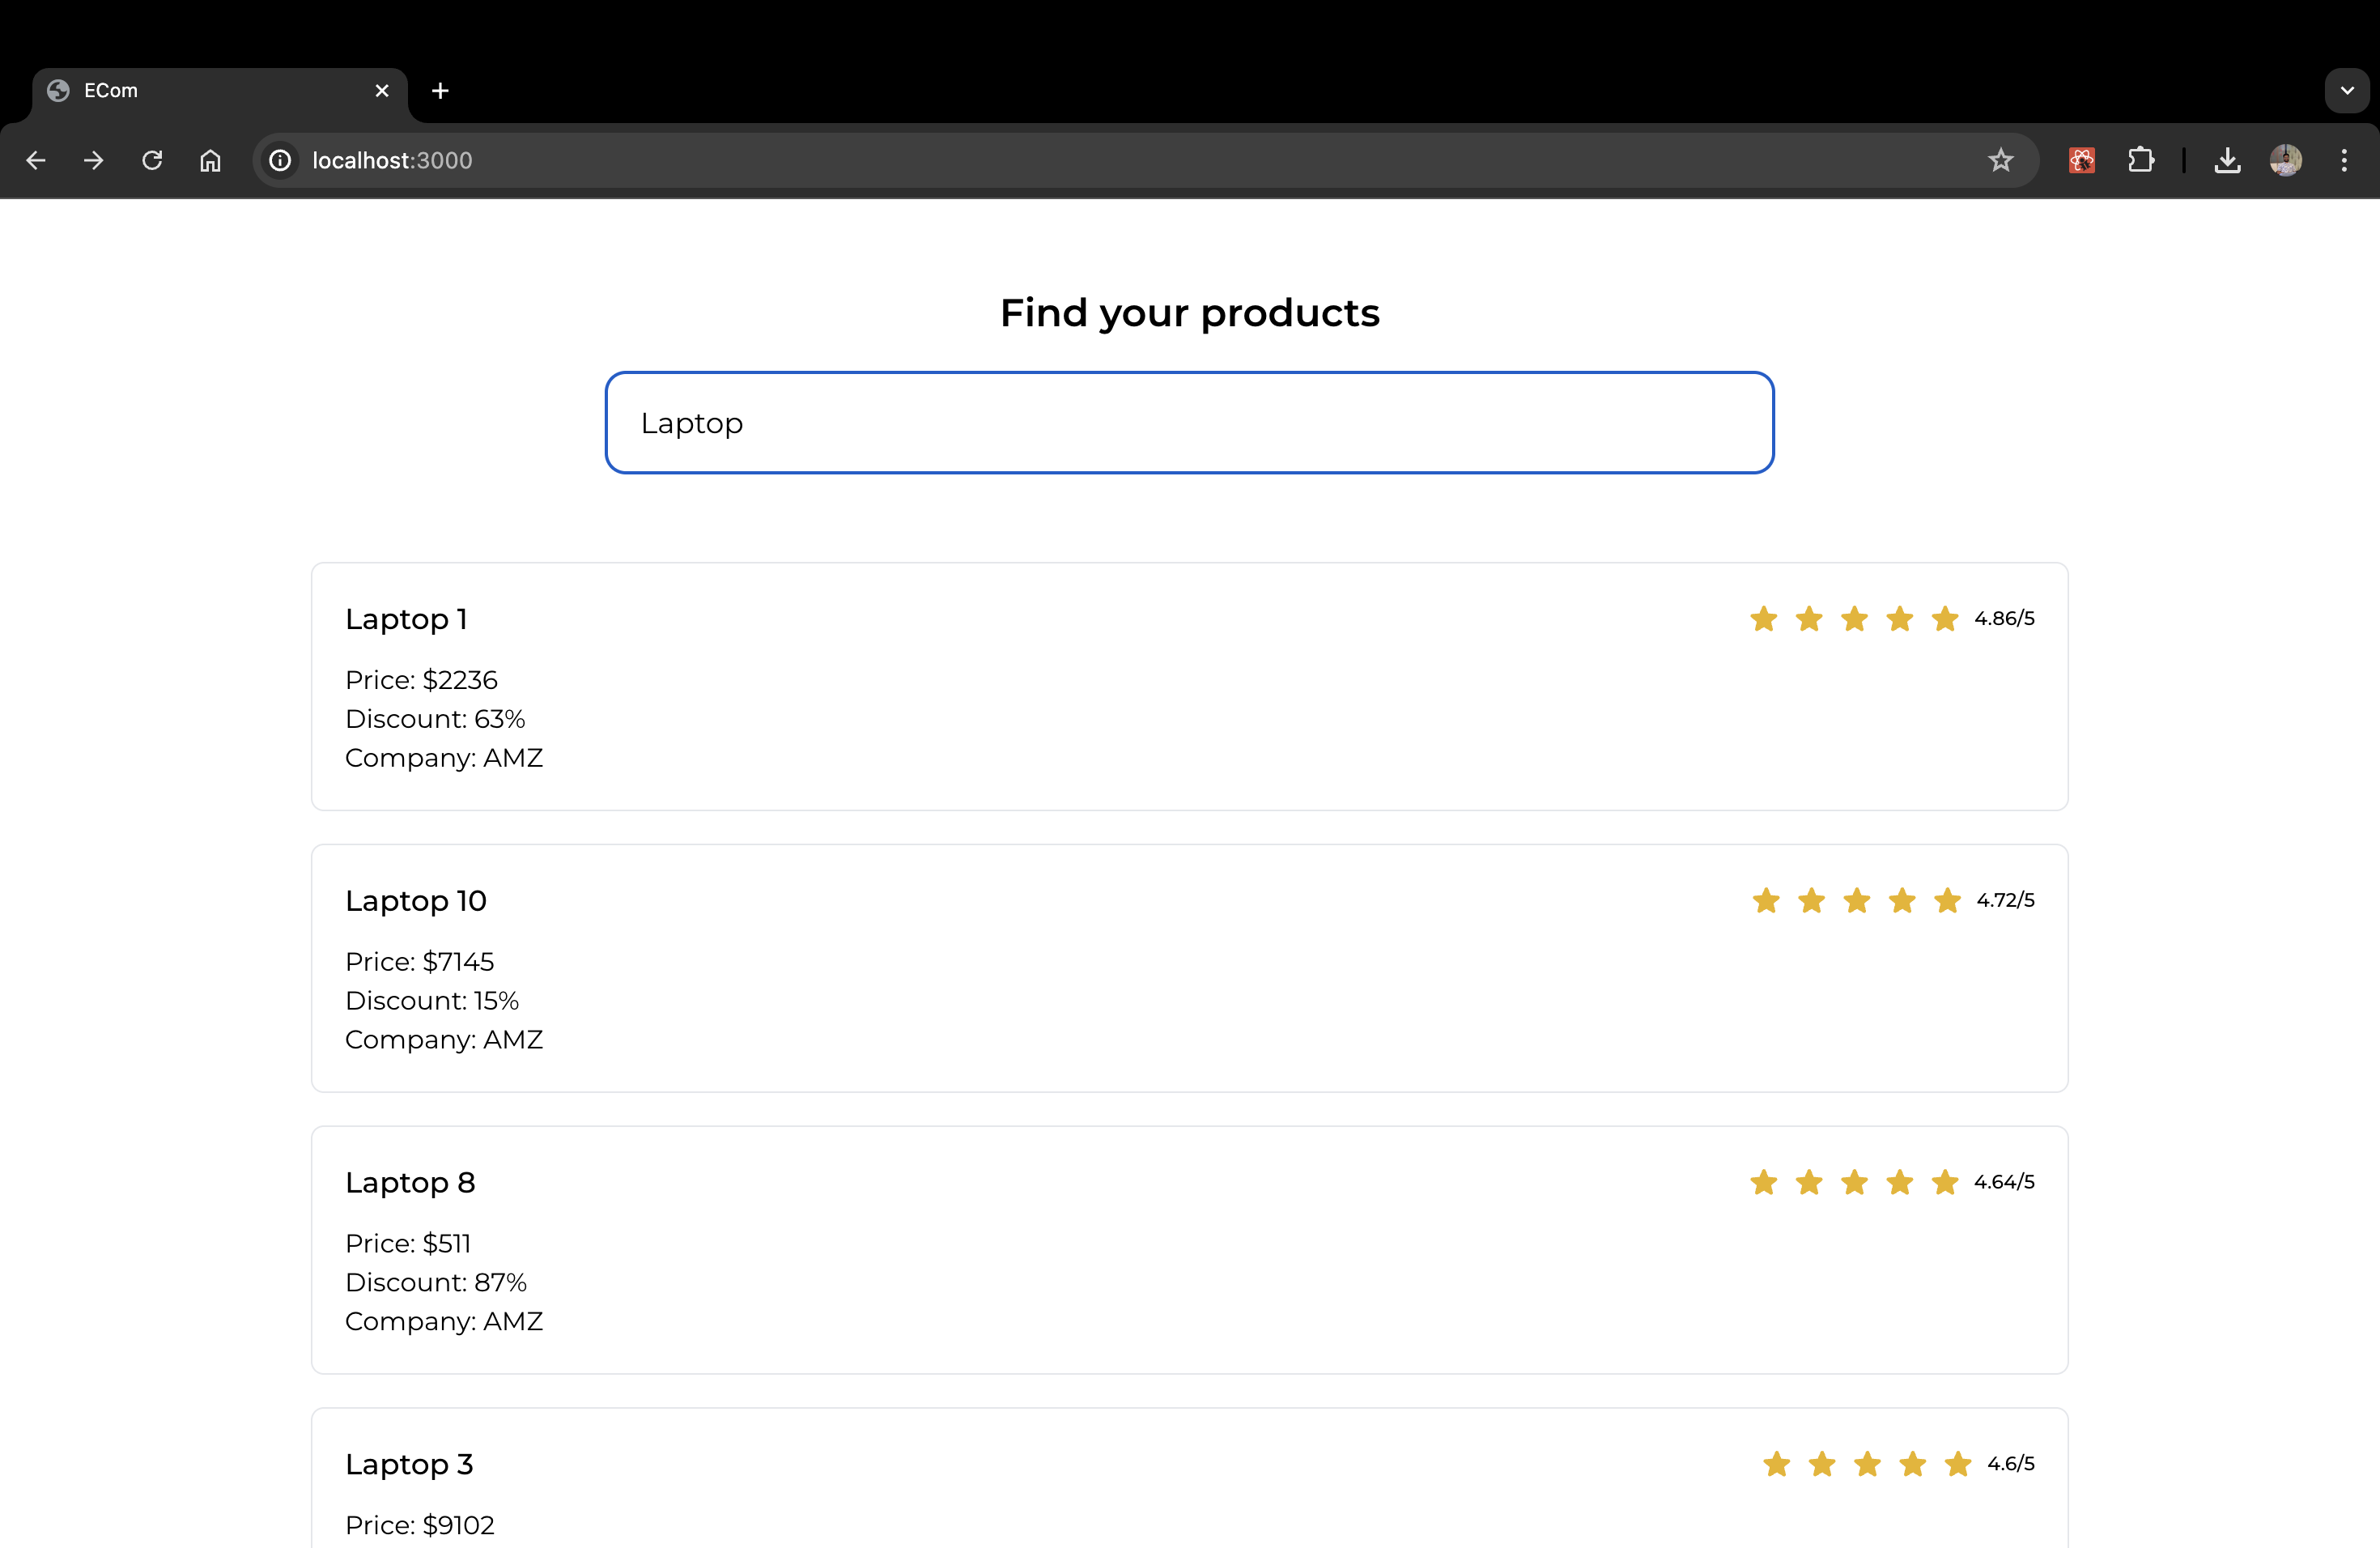 ECom
localhost:3000
Find your products
Laptop
Laptop 1
4.86/5
Price: $2236
Discount: 63%
Company: AMZ
Laptop 10
4.72/5
Price: $7145
Discount: 15%
Company: AMZ
Laptop 8
4.64/5
Price: $511
Discount: 87%
Company: AMZ
Laptop 3
4.6/5
Price: $9102